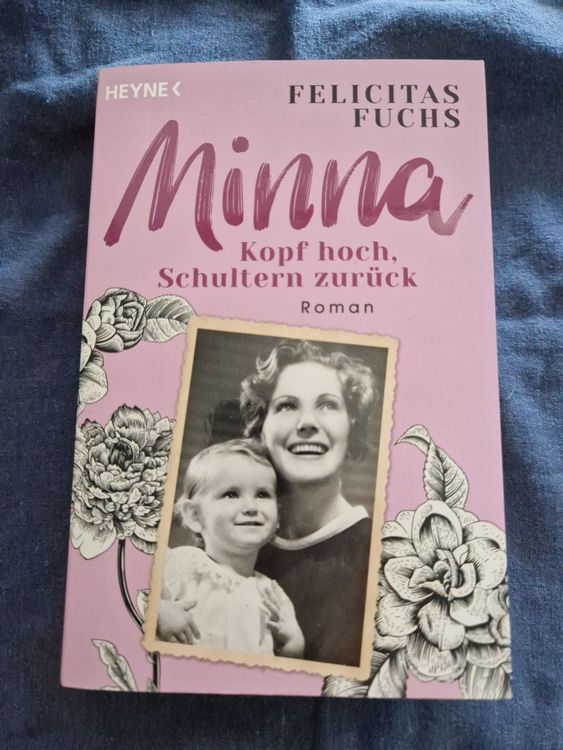 HEYNE
FELICITAS
FUCHS
Minna
Kopf hoch,
Schultern zurück
Roman